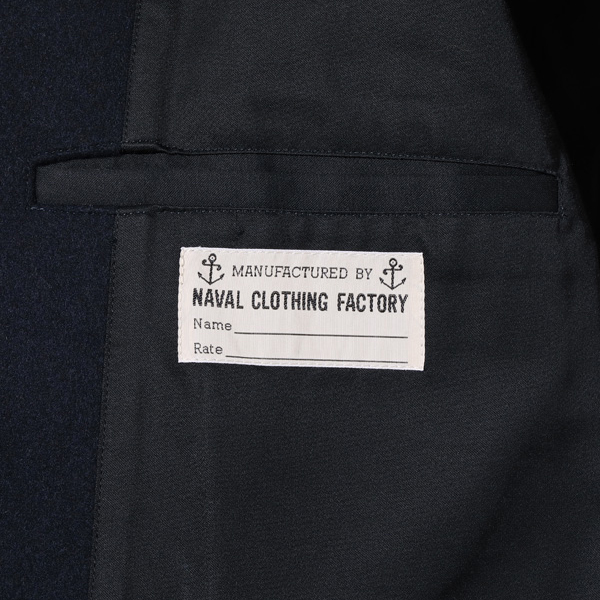 MANUFACTURED BY
NAVAL CLOTHING FACTORY
Name
Rate